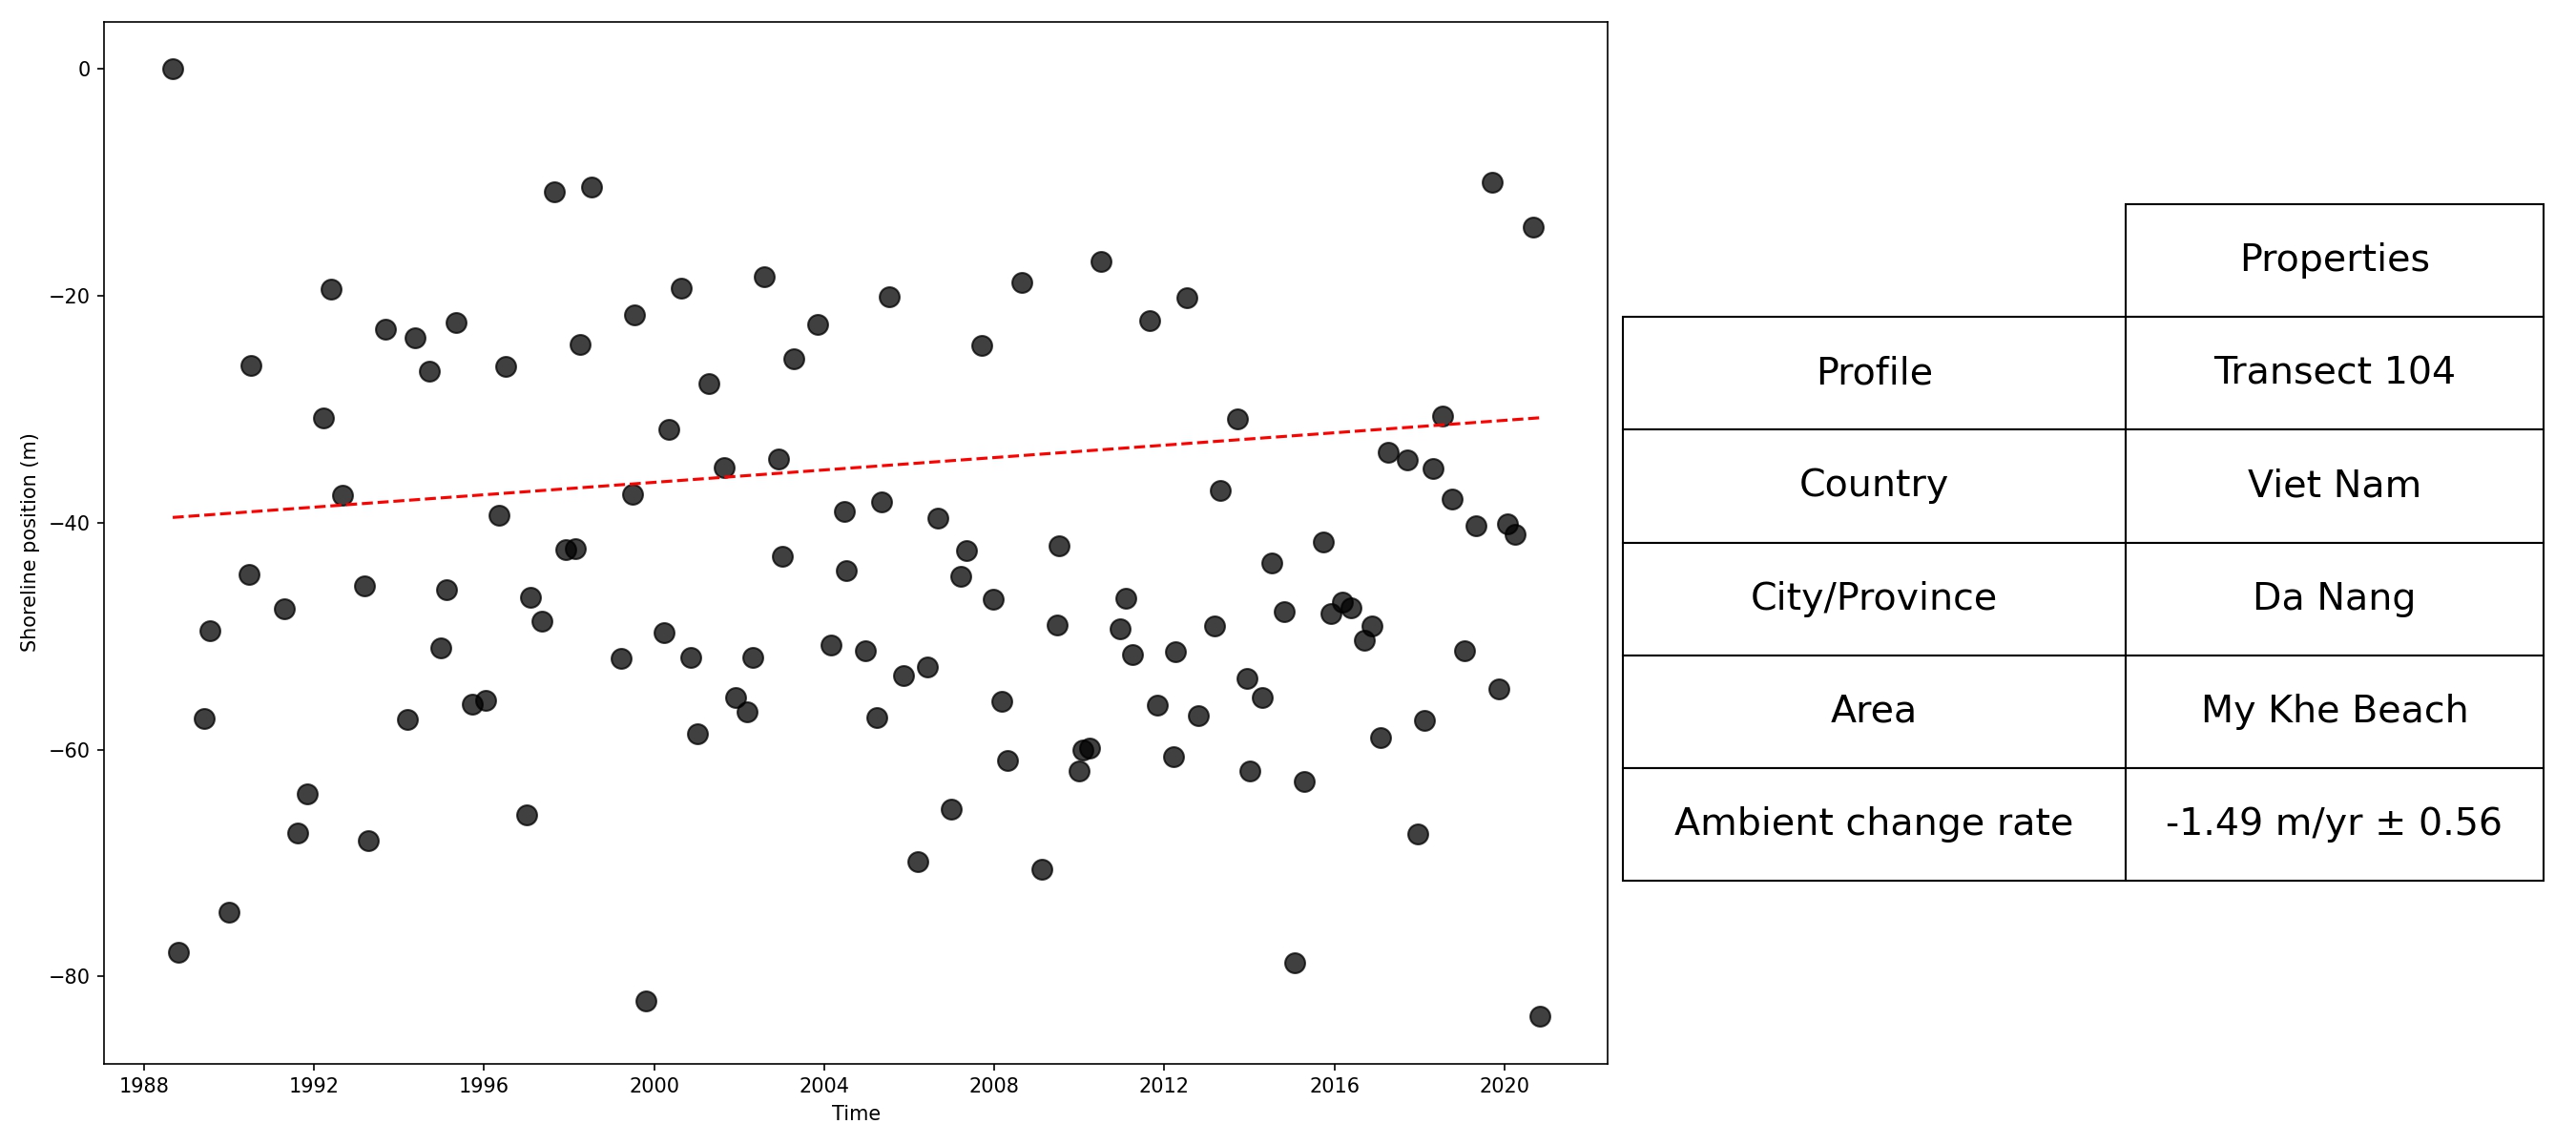 0
−20
−40
−60
−80
Shoreline position (m)
1988 1992 1996 2000 2004 2008 2012 2016 2020
Time
Properties
Profile Transect 104
Country Viet Nam
City/Province Da Nang
Area My Khe Beach
Ambient change rate -1.49 m/yr ± 0.56